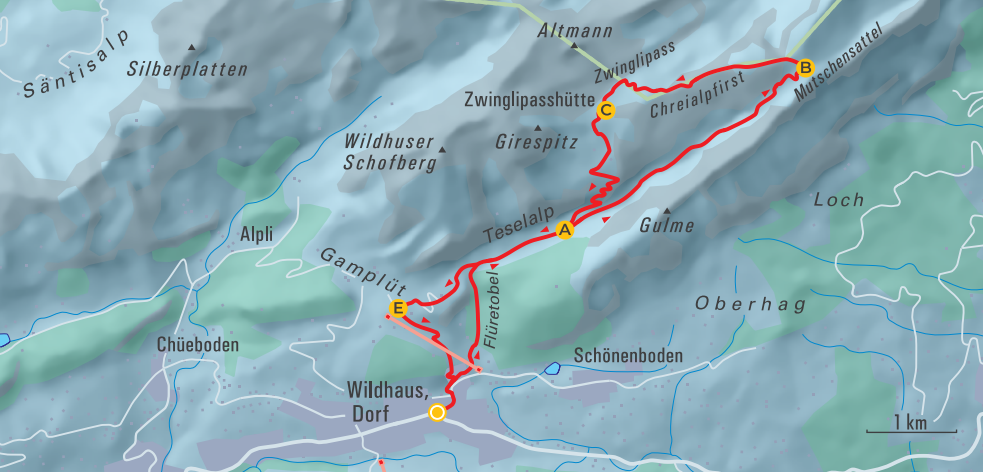 Säntisalp
Silberplatten
Altmann
Zwinglipass
B
Mutschensattel
Zwinglipasshütte
C
Chreialpfirst
Wildhuser
Schofberg
Girespitz
Loch
Teselalp
A
Gulme
Alpli
Gamplüt
E
Flüretobel
Oberhag
Chüeboden
Schönenboden
Wildhaus,
Dorf
1 km